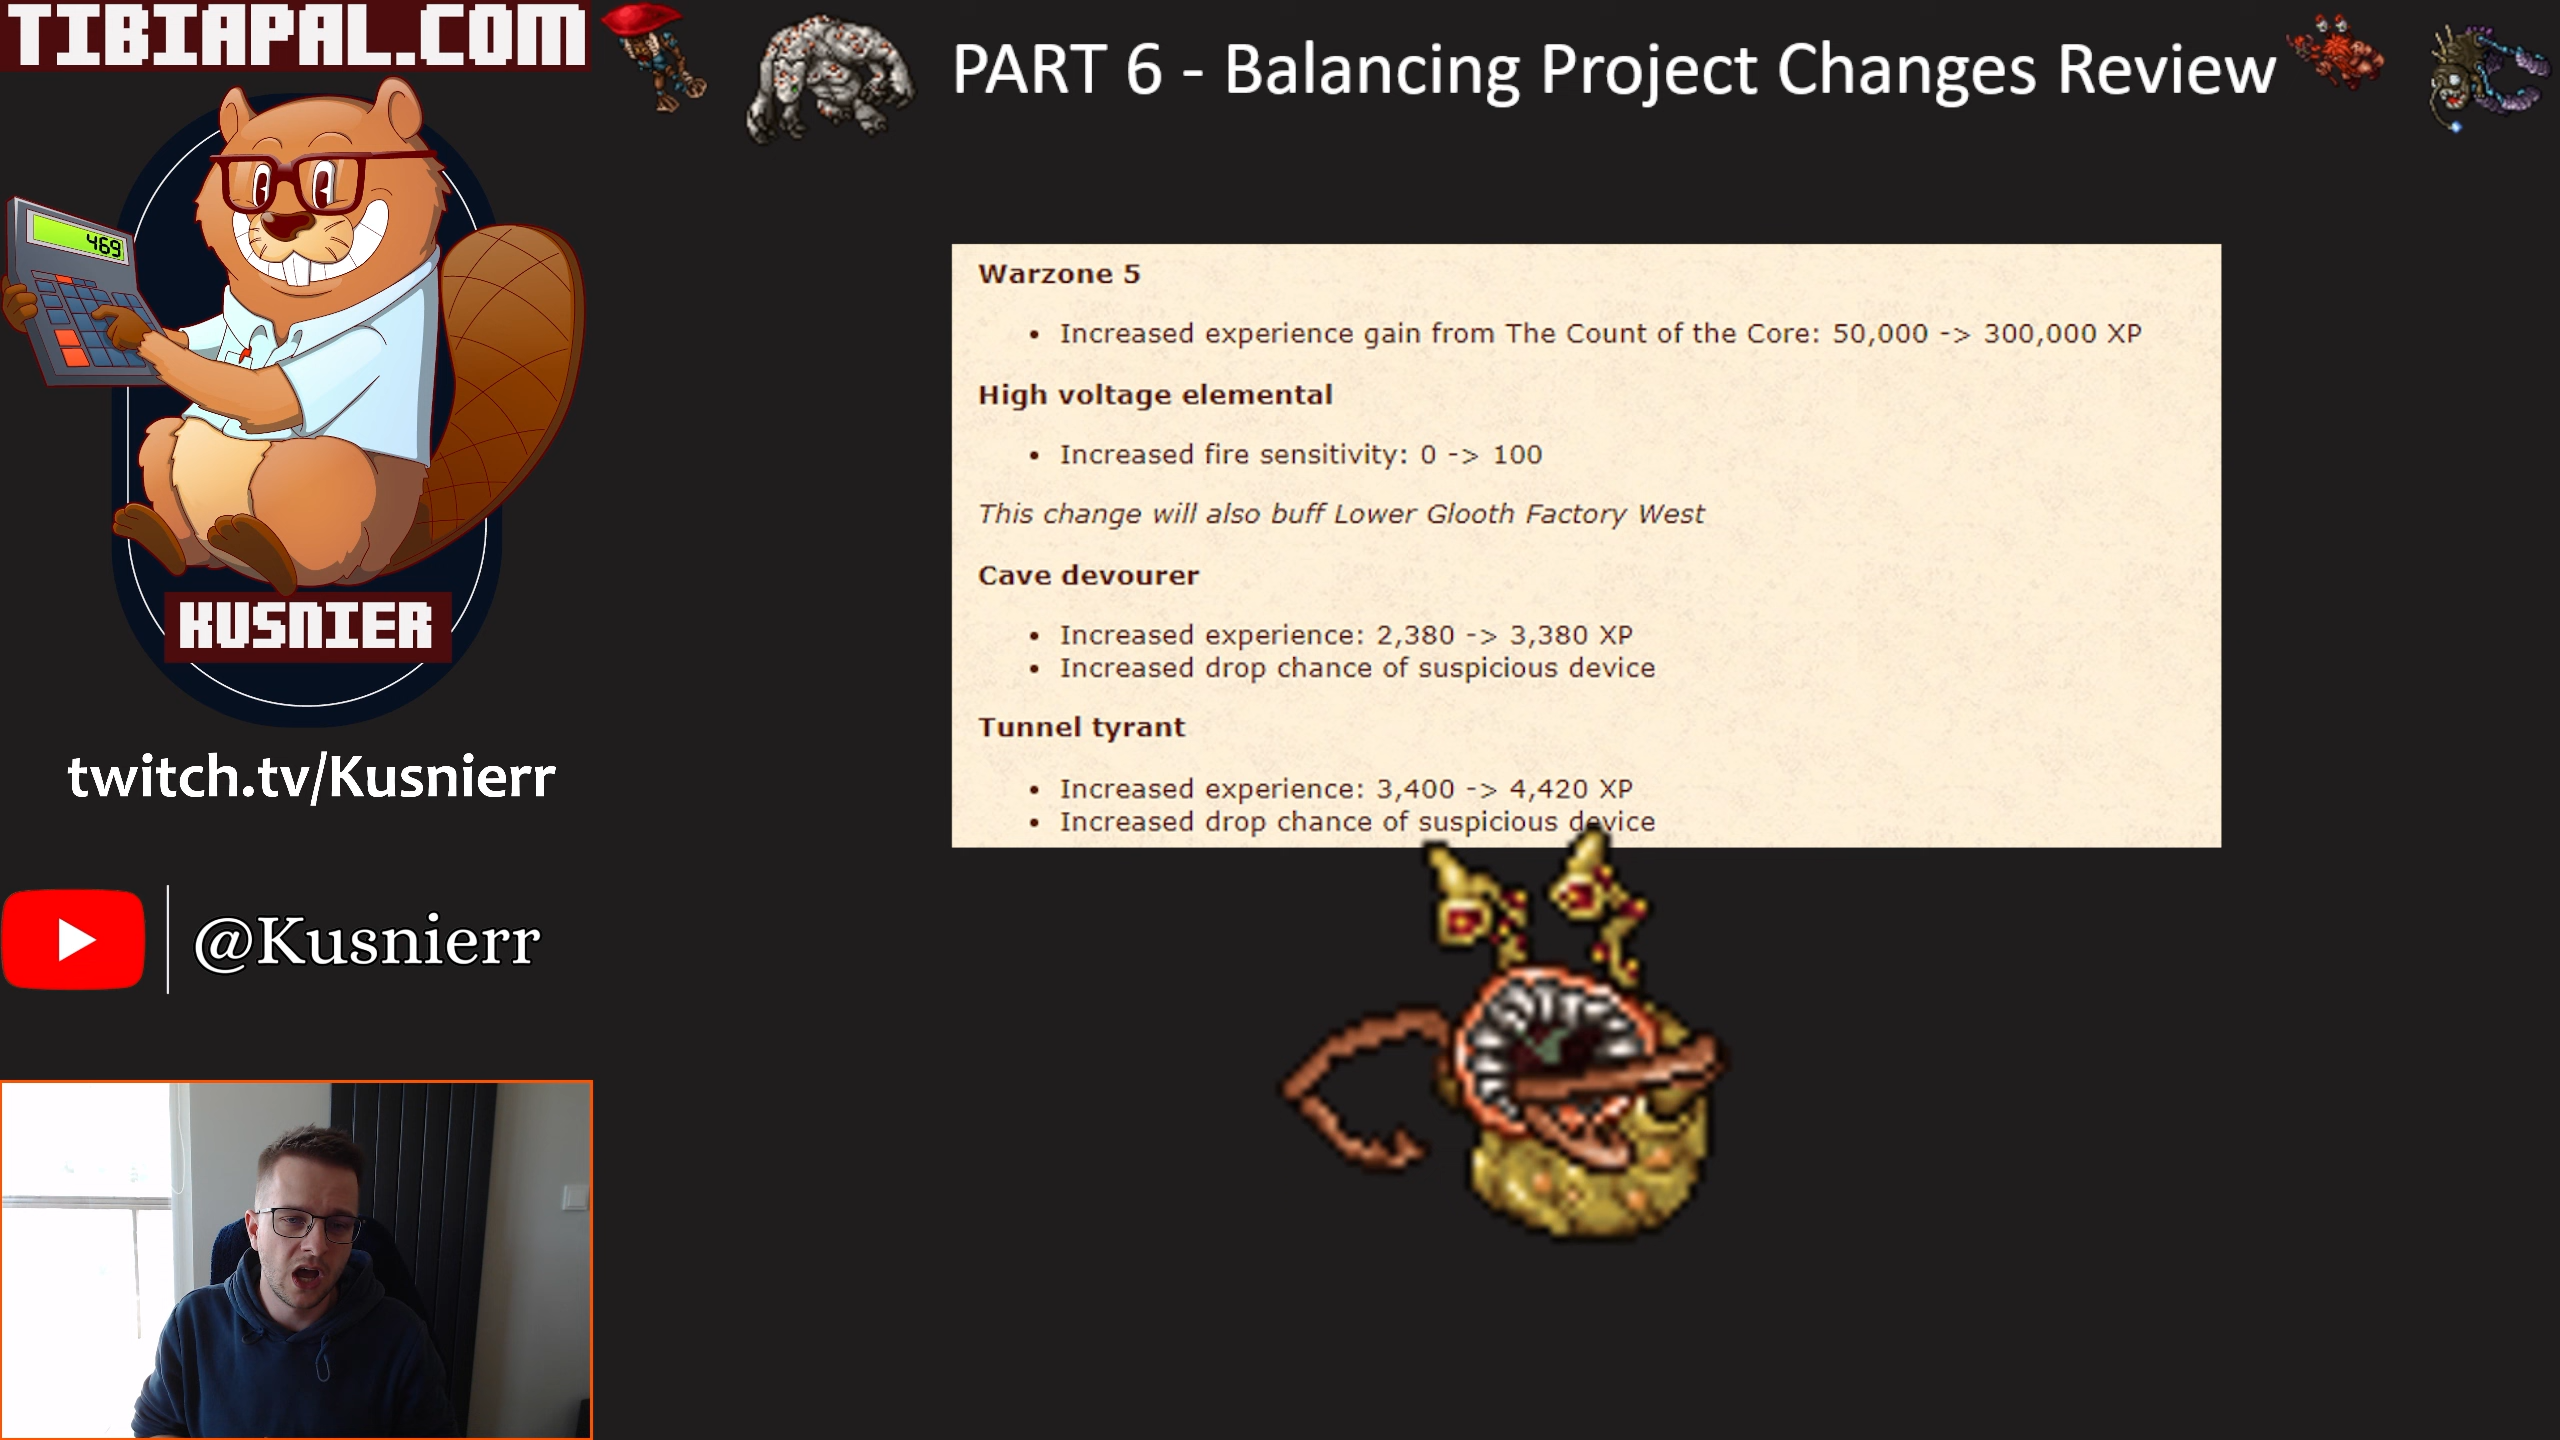 TIBIAPAL.COM
PART 6 - Balancing Project Changes Review
469
KUSNIER
twitch.tv/Kusnierr
@Kusnierr
Warzone 5
• Increased experience gain from The Count of the Core: 50,000 -> 300,000 XP
High voltage elemental
• Increased fire sensitivity: 0 -> 100
This change will also buff Lower Glooth Factory West
Cave devourer
• Increased experience: 2,380 -> 3,380 XP
• Increased drop chance of suspicious device
Tunnel tyrant
• Increased experience: 3,400 -> 4,420 XP
• Increased drop chance of suspicious device